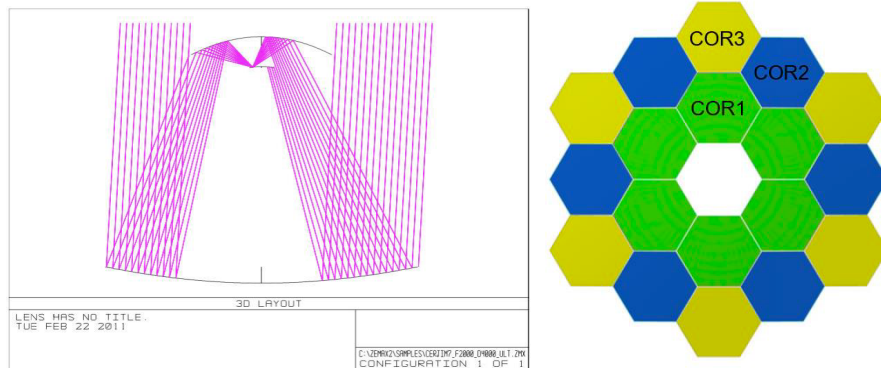 3D LAYOUT
LENS HAS NO TITLE.
TUE FEB 22 2011
C:\ZEMAX2\SAMPLES\CERJIM7_F2000_D4000_ULT.ZMX
CONFIGURATION 1 OF 1
COR3
COR2
COR1